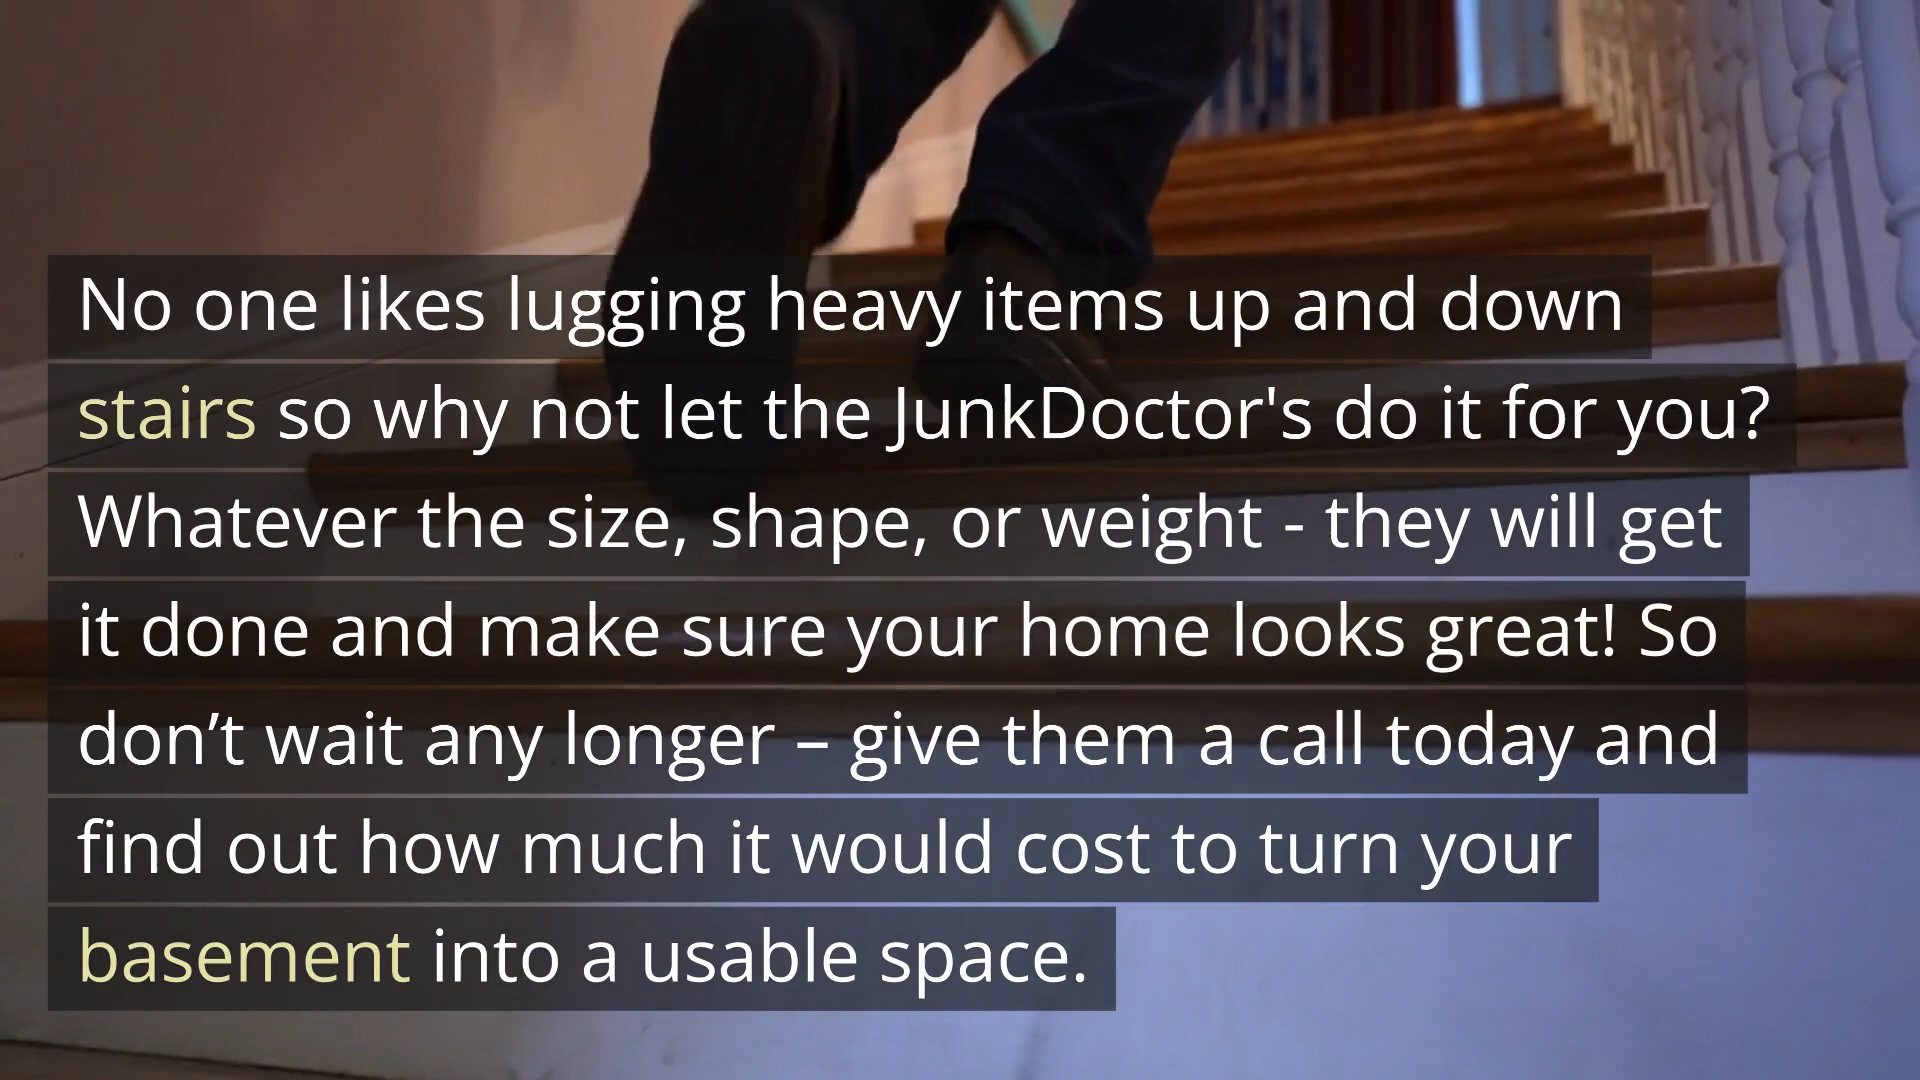 No one likes lugging heavy items up and down
stairs so why not let the JunkDoctor's do it for you?
Whatever the size, shape, or weight - they will get
it done and make sure your home looks great! So
don’t wait any longer – give them a call today and
find out how much it would cost to turn your
basement into a usable space.